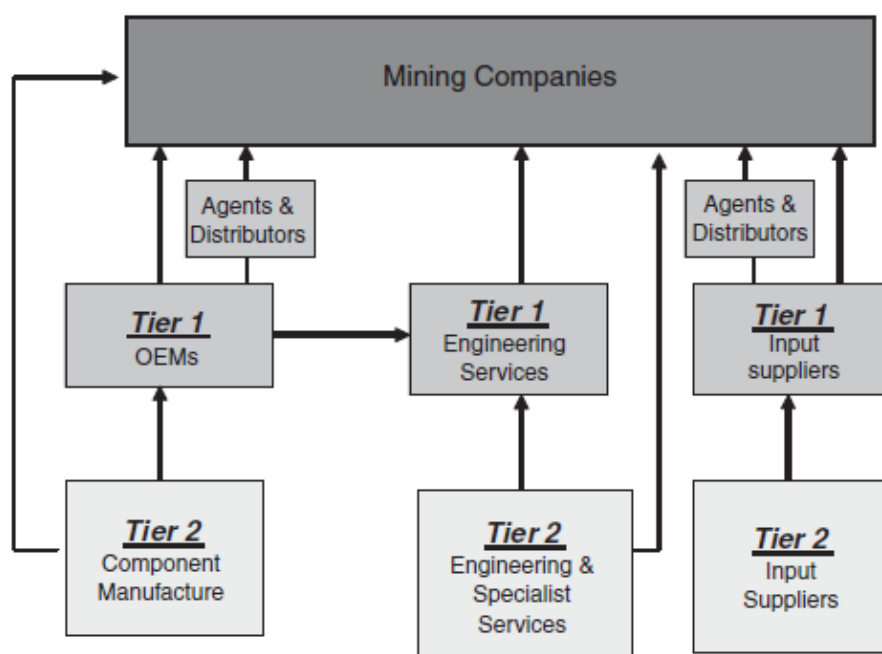 Mining Companies
Agents &
Distributors
Agents &
Distributors
Tier 1
OEMs
Tier 1
Engineering
Services
Tier 1
Input
suppliers
Tier 2
Component
Manufacture
Tier 2
Engineering &
Specialist
Services
Tier 2
Input
Suppliers